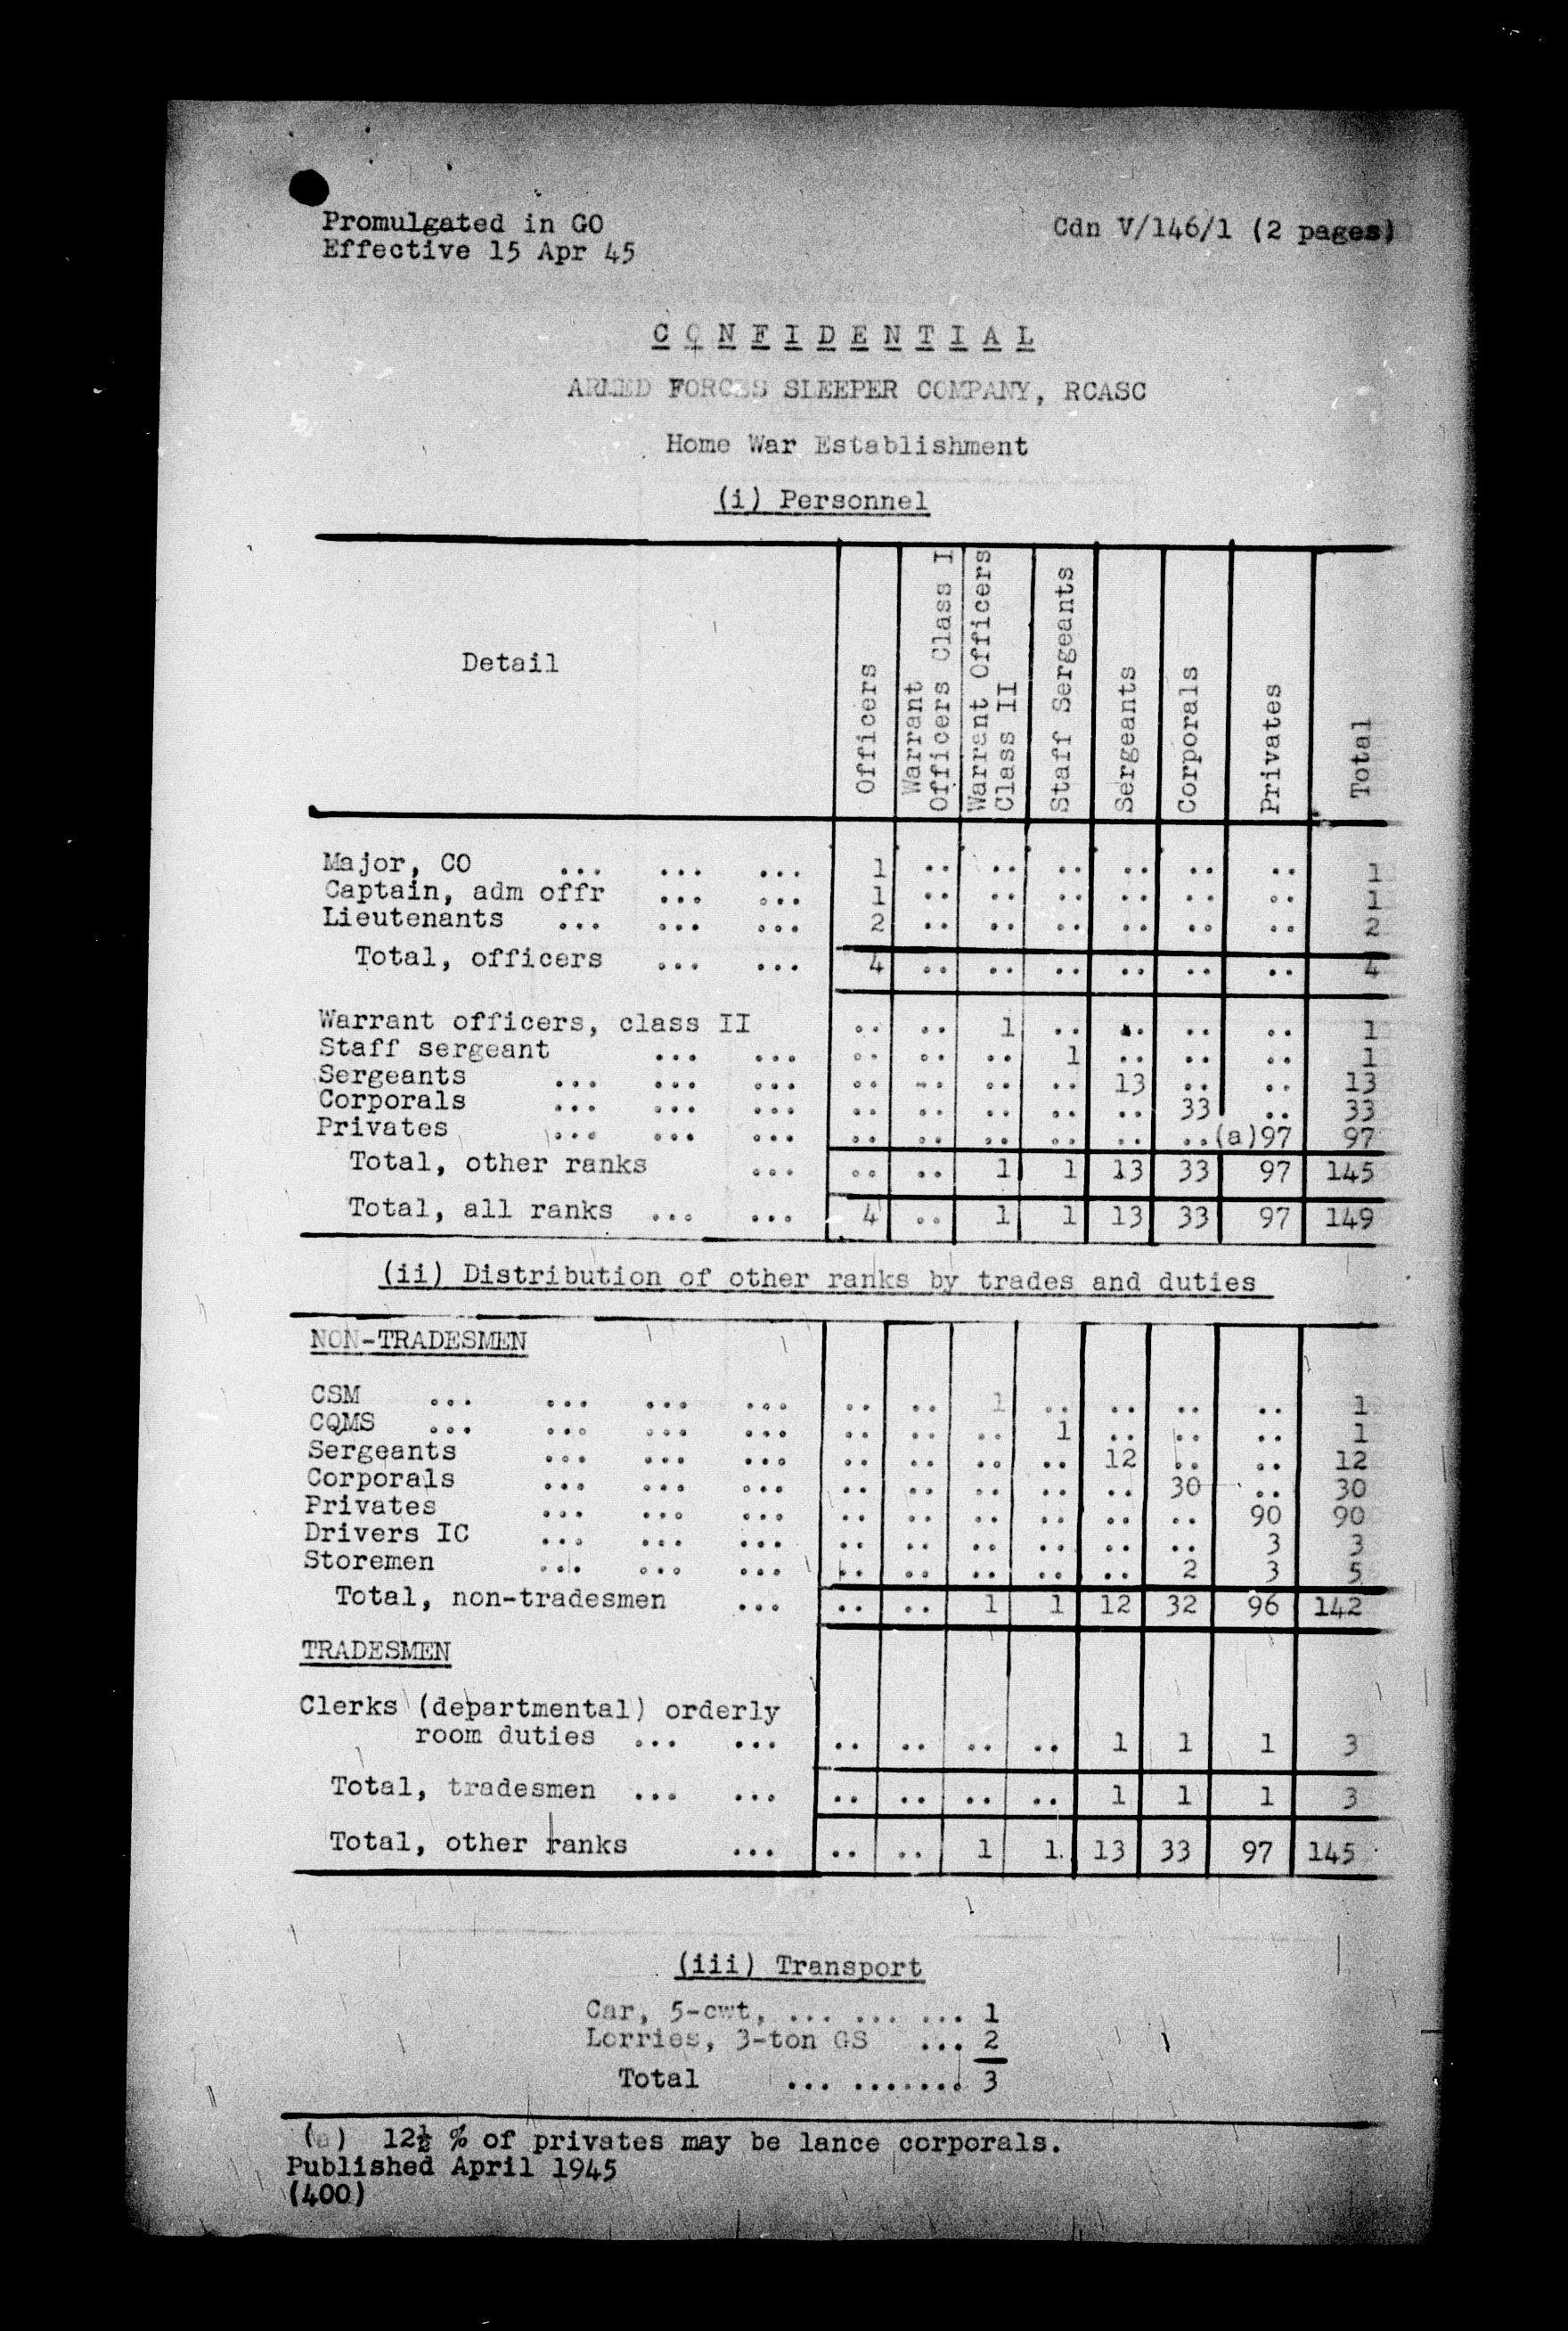 Promulgated in GO
Effective 15 Apr 45
Cdn V/146/1 (2 pages)
CONFIDENTIAL
ARMED FORCES SLEEPER COMPANY, RCASC
Home War Establishment
(i) Personnel
Detail | Officers | Warrant Officers Class I | Warrant Officers Class II | Staff Sergeants | Sergeants | Corporals | Privates | Total
Major, CO ... ... ... 1 .. .. .. .. .. .. 1
Captain, adm offr ... ... 1 .. .. .. .. .. .. 1
Lieutenants ... ... ... 2 .. .. .. .. .. .. 2
Total, officers ... ... 4 .. .. .. .. .. .. 4
Warrant officers, class II .. .. 1 .. .. .. .. 1
Staff sergeant ... ... .. .. .. 1 .. .. .. 1
Sergeants ... ... ... .. .. .. .. 13 .. .. 13
Corporals ... ... ... .. .. .. .. .. 33 .. 33
Privates ... ... ... .. .. .. .. .. .. (a)97 97
Total, other ranks ... .. .. 1 1 13 33 97 145
Total, all ranks ... ... 4 .. 1 1 13 33 97 149
(ii) Distribution of other ranks by trades and duties
NON-TRADESMEN
CSM ... ... ... ... .. .. 1 .. .. .. .. 1
CQMS ... ... ... ... .. .. .. 1 .. .. .. 1
Sergeants ... ... ... .. .. .. .. 12 .. .. 12
Corporals ... ... ... .. .. .. .. .. 30 .. 30
Privates ... ... ... .. .. .. .. .. .. 90 90
Drivers IC ... ... ... .. .. .. .. .. .. 3 3
Storemen ... ... ... .. .. .. .. .. 2 3 5
Total, non-tradesmen ... .. .. 1 1 12 32 96 142
TRADESMEN
Clerks (departmental) orderly
room duties ... ... .. .. .. .. 1 1 1 3
Total, tradesmen ... ... .. .. .. .. 1 1 1 3
Total, other ranks ... .. .. 1 1 13 33 97 145
(iii) Transport
Car, 5-cwt, ... ... ... 1
Lorries, 3-ton GS ... 2
Total ... ....... 3
(a) 12½ % of privates may be lance corporals.
Published April 1945
(400)